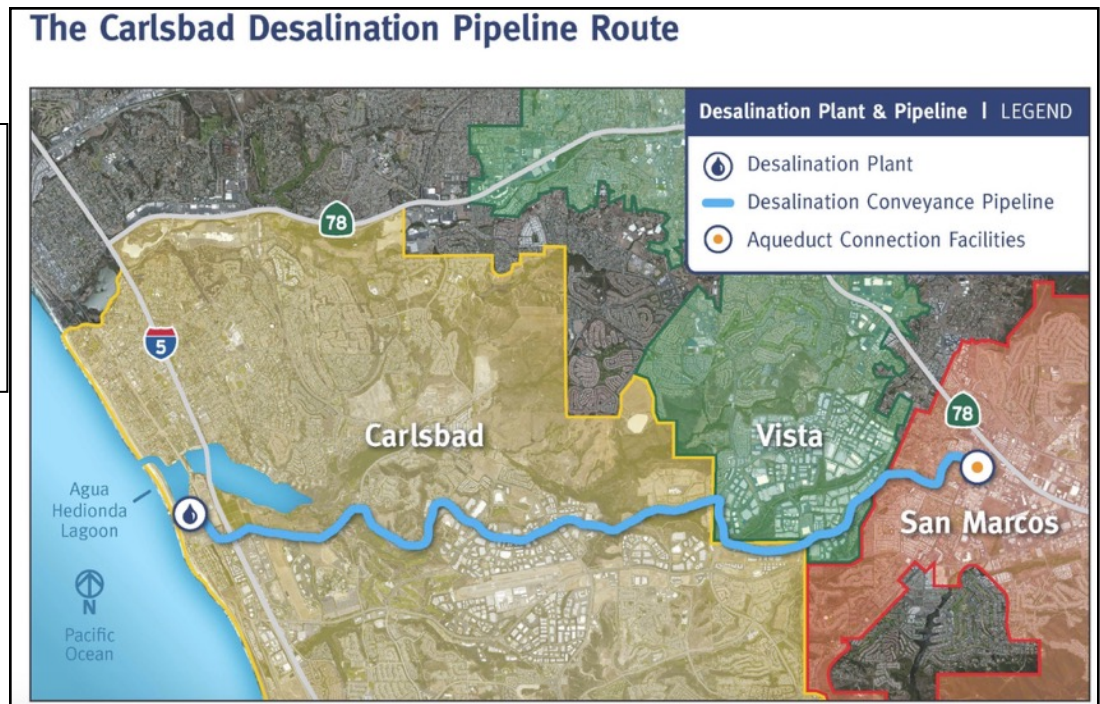 The Carlsbad Desalination Pipeline Route
Desalination Plant & Pipeline | LEGEND
Desalination Plant
Desalination Conveyance Pipeline
Aqueduct Connection Facilities
78
5
Carlsbad
Vista
78
Agua
Hedionda
Lagoon
San Marcos
N
Pacific
Ocean